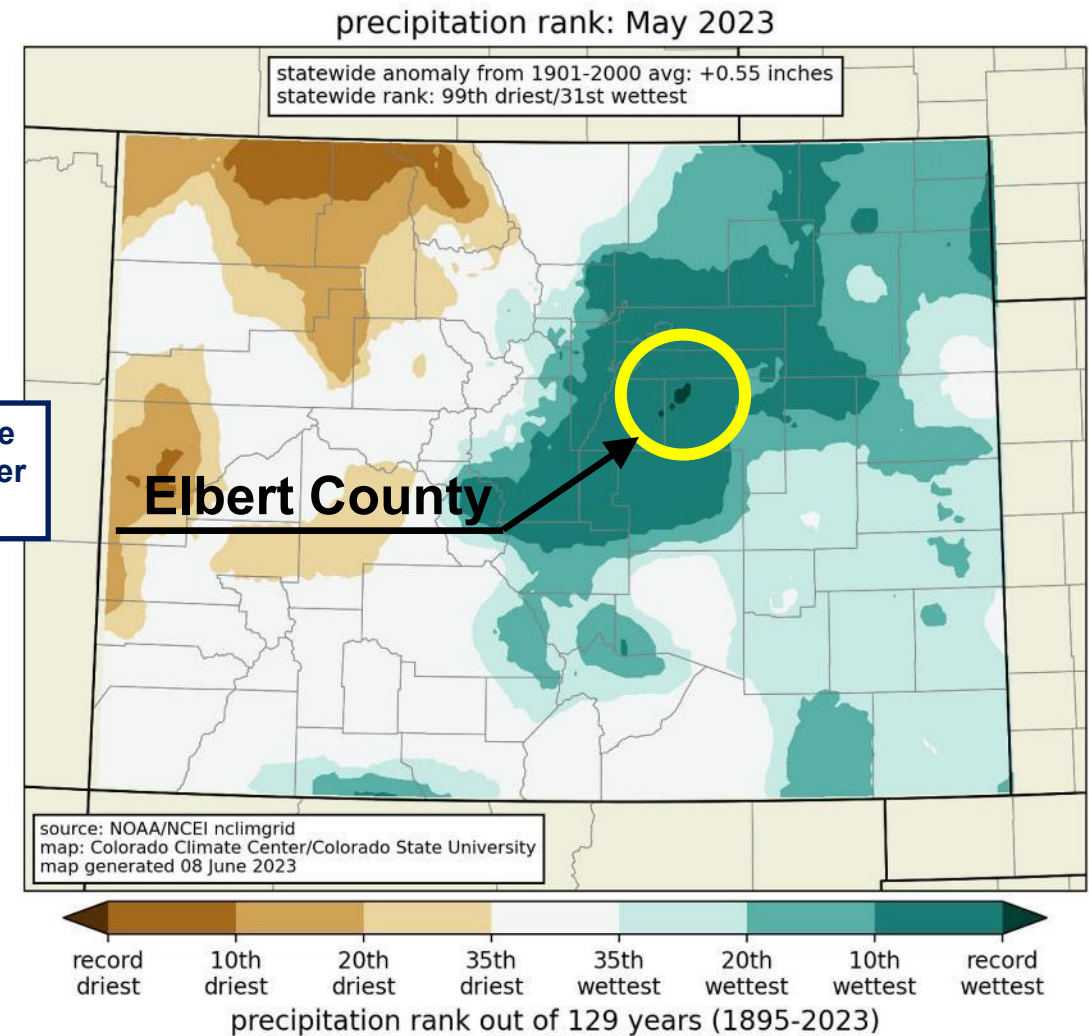 precipitation rank: May 2023
statewide anomaly from 1901-2000 avg: +0.55 inches
statewide rank: 99th driest/31st wettest
Elbert County
source: NOAA/NCEI nclimgrid
map: Colorado Climate Center/Colorado State University
map generated 08 June 2023
record driest
10th driest
20th driest
35th driest
35th wettest
20th wettest
10th wettest
record wettest
precipitation rank out of 129 years (1895-2023)